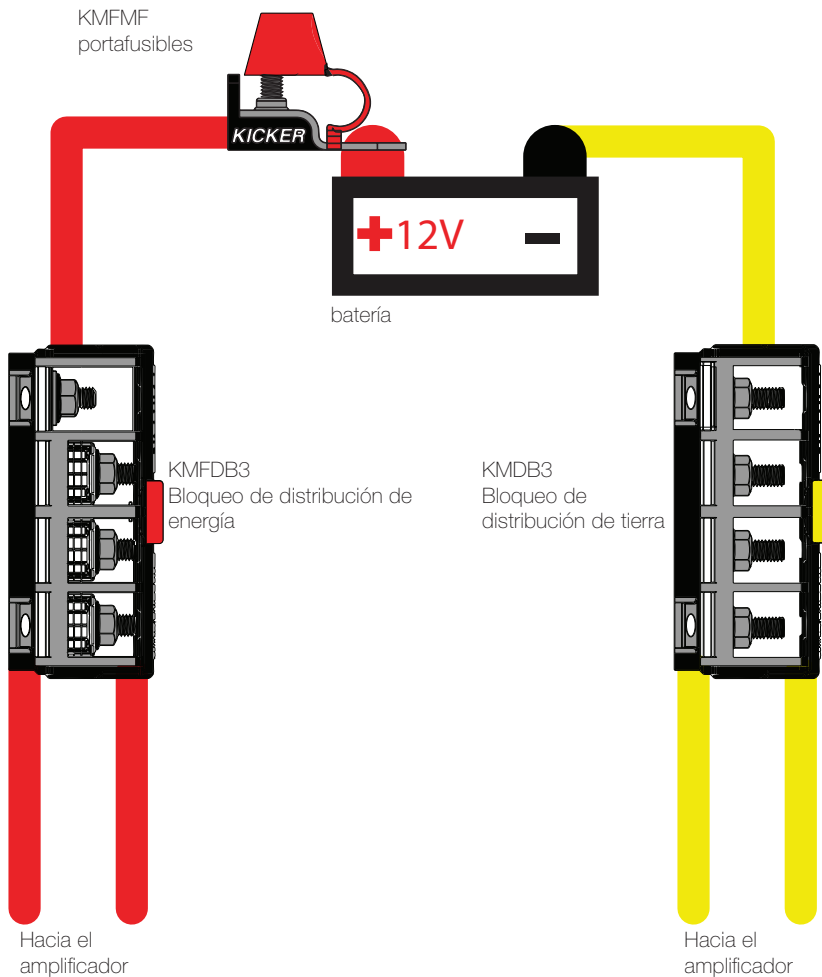 KMFMF
portafusibles
KICKER
+12V -
batería
KMFDB3
Bloqueo de distribución de
energía
KMDB3
Bloqueo de
distribución de tierra
Hacia el
amplificador
Hacia el
amplificador